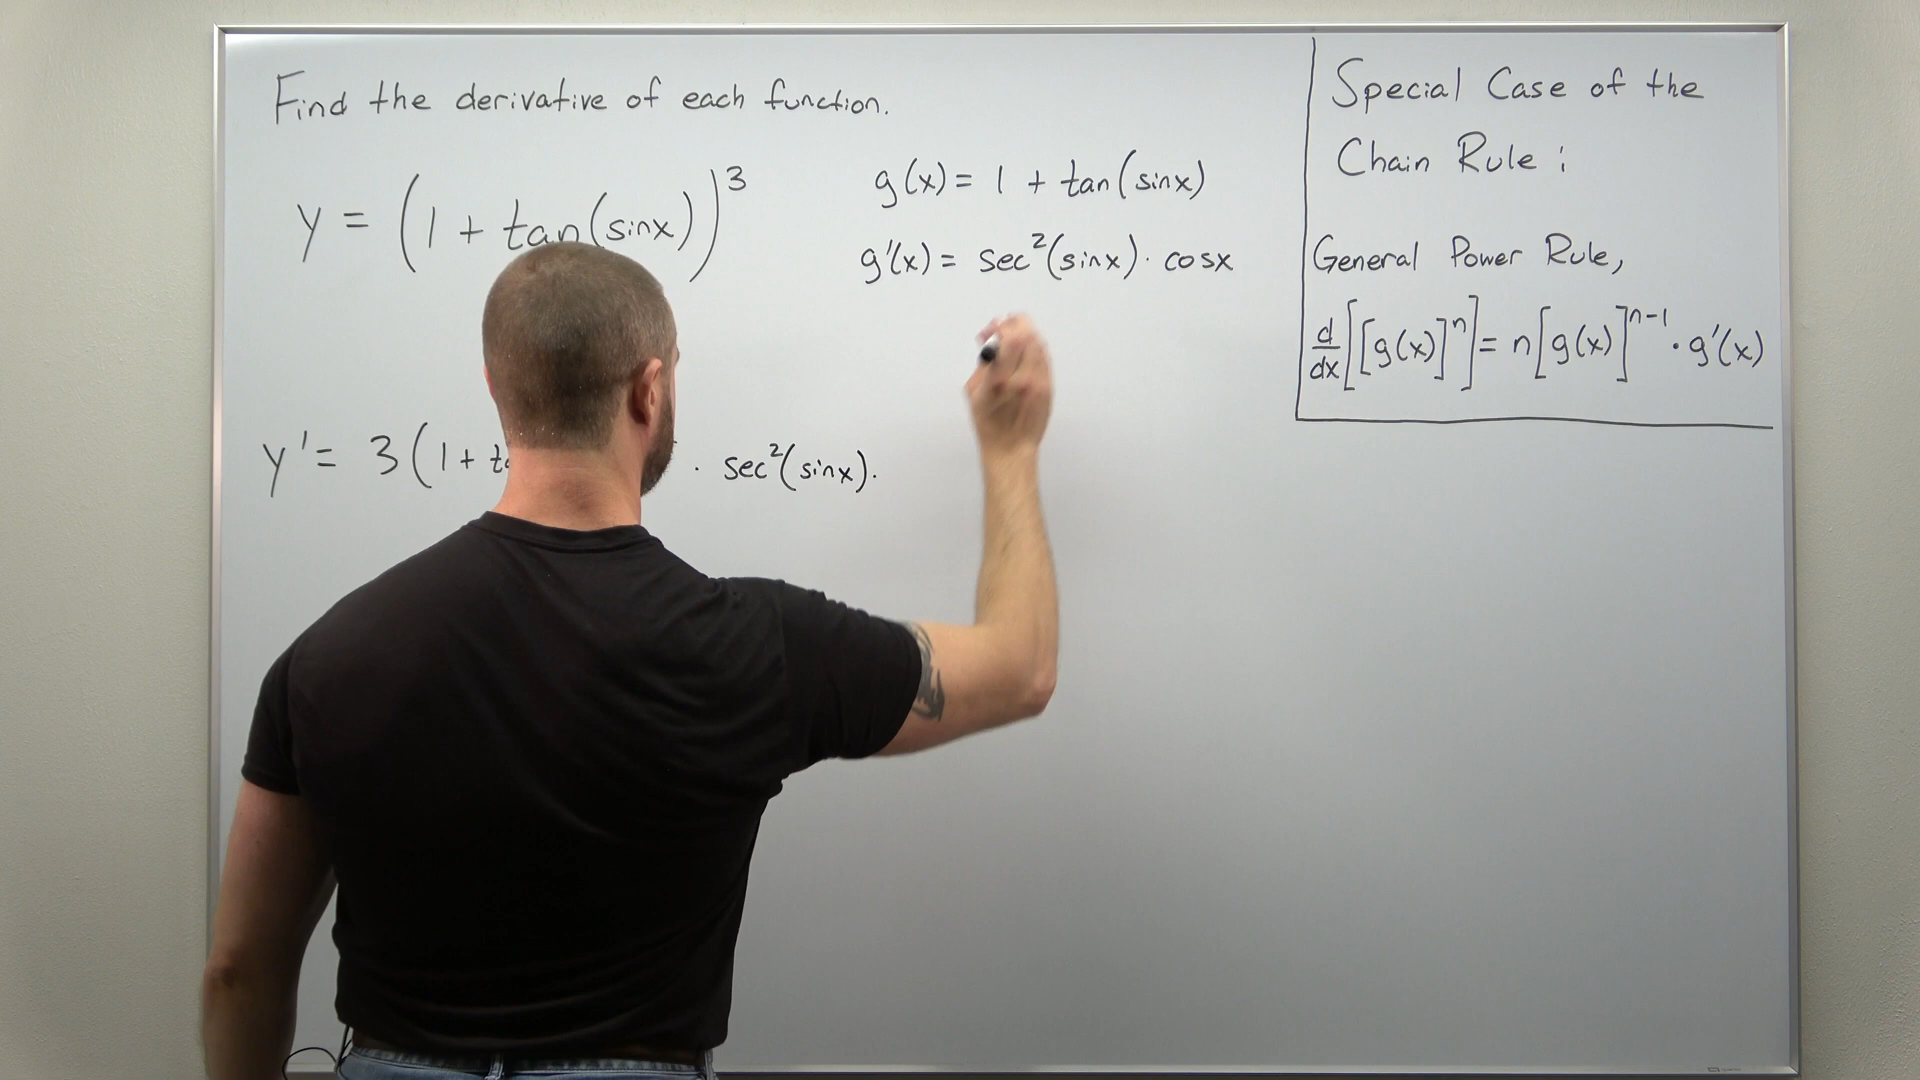 Find the derivative of each function.
y = (1 + tan(sinx))³
g(x) = 1 + tan(sinx)
g'(x) = sec²(sinx) · cosx
y' = 3(1 + t · sec²(sinx) ·
Special Case of the
Chain Rule:
General Power Rule,
d/dx[[g(x)]ⁿ] = n[g(x)]ⁿ⁻¹ · g'(x)